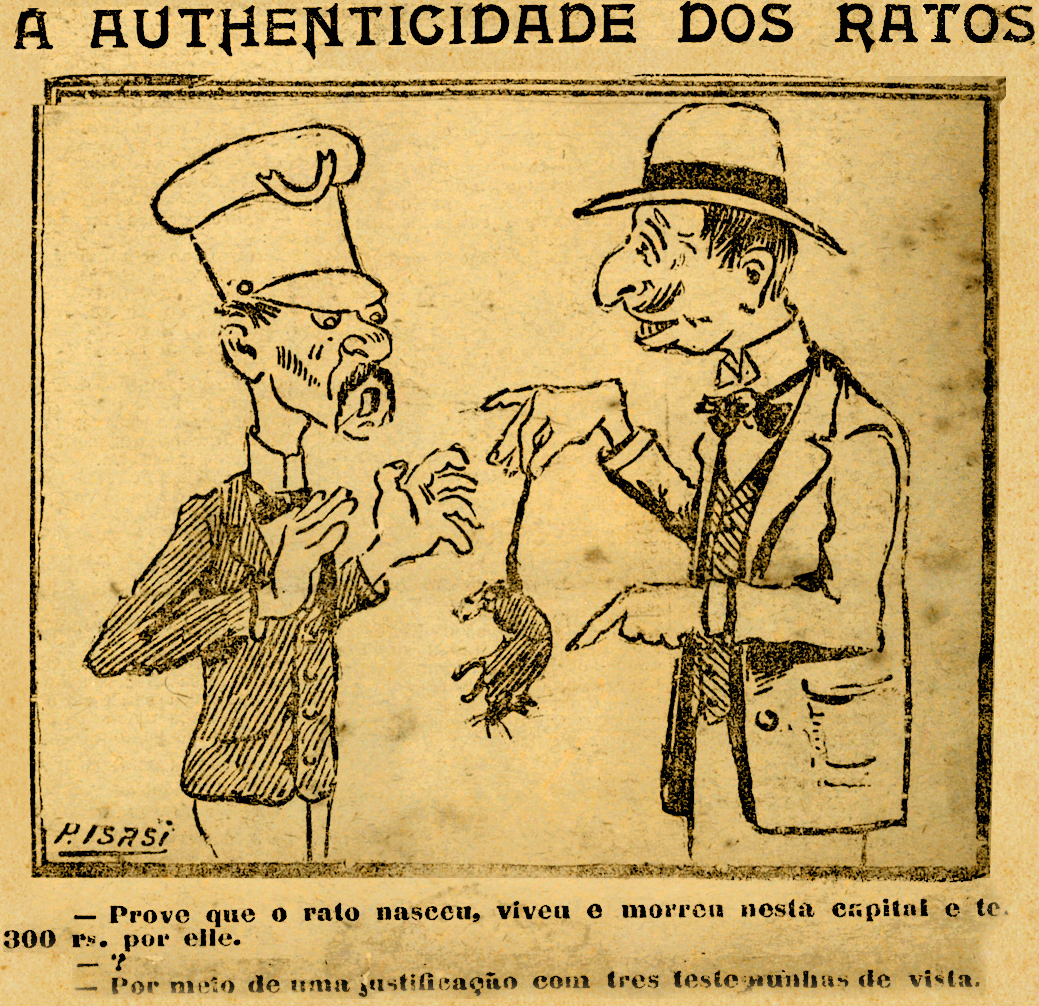 A AUTHENTICIDADE DOS RATOS
P. ISASI
— Prove que o rato nasceu, viveu e morreu nesta capital e te
300 rs. por elle.
— ?
— Por meio de uma justificação com tres testemunhas de vista.